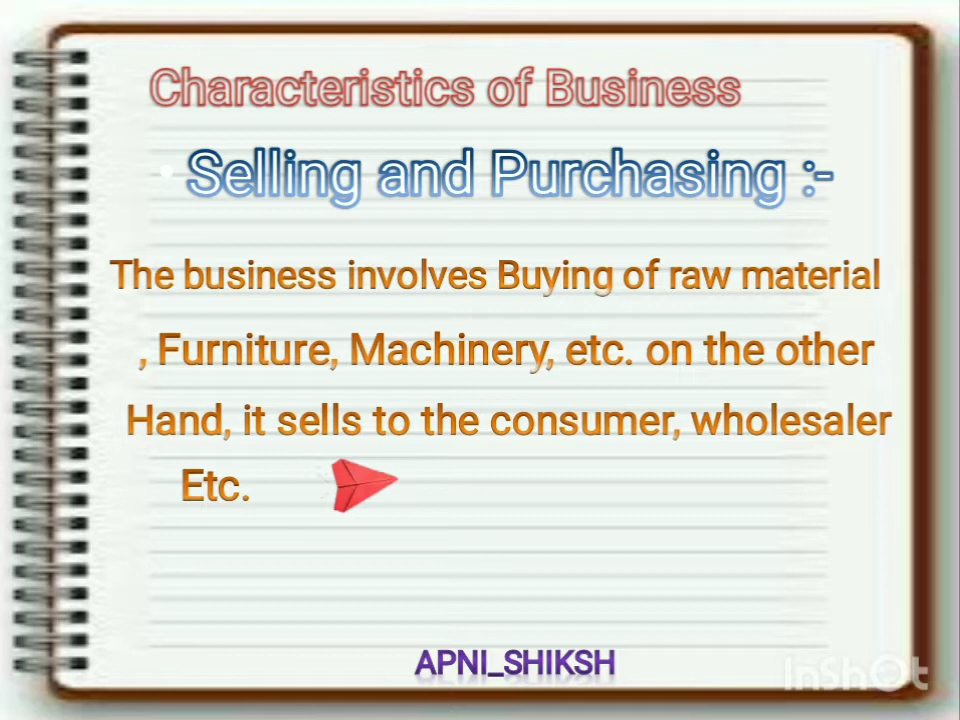 Characteristics of Business
• Selling and Purchasing :-
The business involves Buying of raw material
, Furniture, Machinery, etc. on the other
Hand, it sells to the consumer, wholesaler
Etc.
APNI_SHIKSH
InShOt